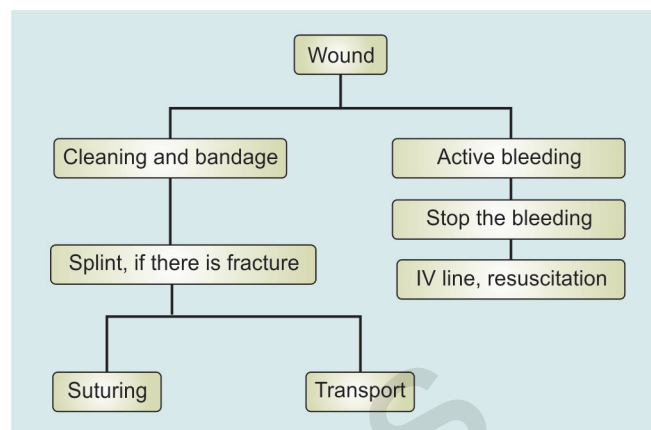 Wound
Cleaning and bandage
Active bleeding
Stop the bleeding
Splint, if there is fracture
IV line, resuscitation
Suturing
Transport